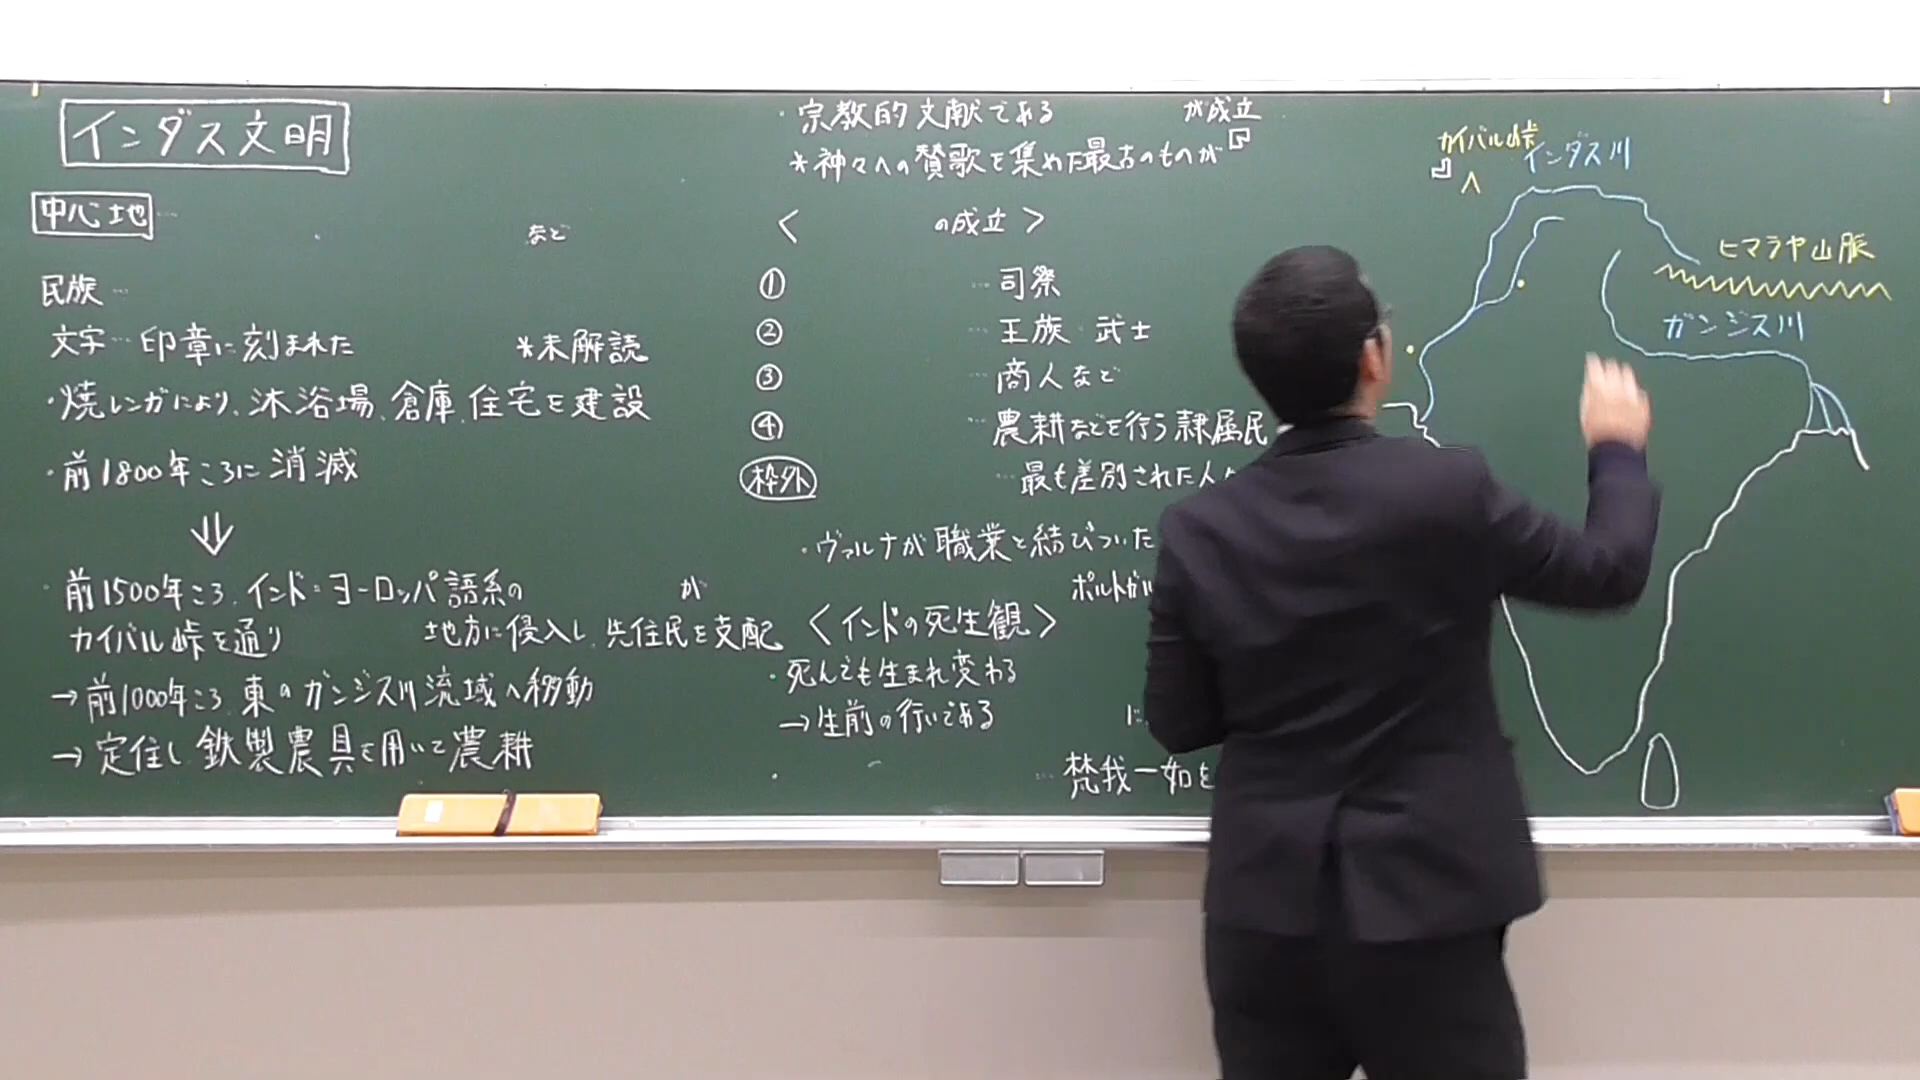 インダス文明
中心地…
など
民族…
文字…印章に刻まれた ※未解読
・焼レンガにより、沐浴場、倉庫、住宅を建設
・前1800年ころに消滅
⇓
・前1500年ころ、インド=ヨーロッパ語系の が
カイバル峠を通り 地方に侵入し、先住民を支配
→前1000年ころ、東のガンジス川流域へ移動
→定住し、鉄製農具を用いて農耕
・宗教的文献である が成立
※神々への賛歌を集めた最古のものが
〈 の成立〉
① …司祭
② …王族・武士
③ …商人など
④ …農耕などを行う隷属民
枠外 …最も差別された人々
・ヴァルナが職業と結びついた
ポルトガル
〈インドの死生観〉
・死んでも生まれ変わる
→生前の行いである に
・ …梵我一如を
カイバル峠
インダス川
ヒマラヤ山脈
ガンジス川